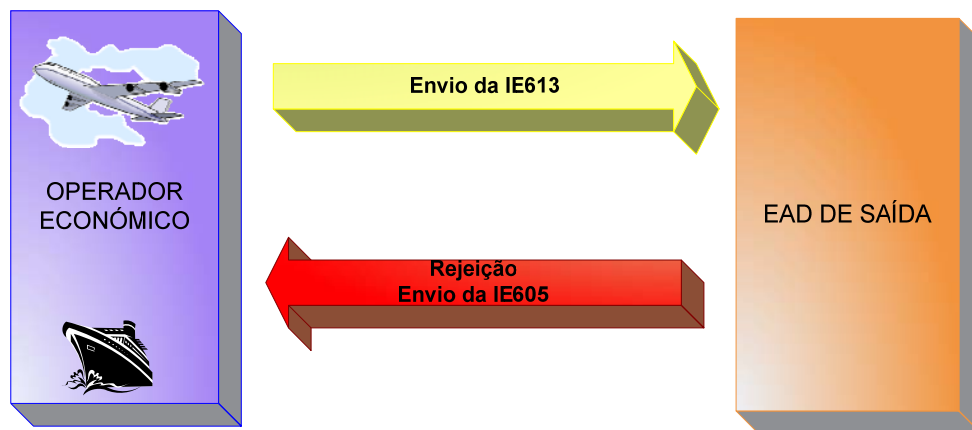 OPERADOR
ECONÓMICO
Envio da IE613
Rejeição
Envio da IE605
EAD DE SAÍDA